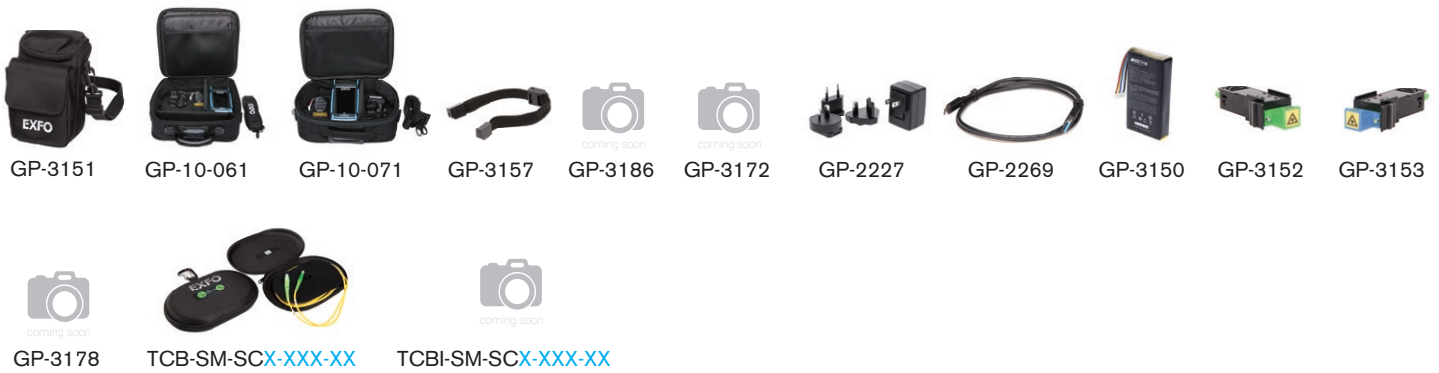 EXFO
coming soon
coming soon
GP-3151 GP-10-061 GP-10-071 GP-3157 GP-3186 GP-3172 GP-2227 GP-2269 GP-3150 GP-3152 GP-3153
EXFO
coming soon
coming soon
GP-3178 TCB-SM-SCX-XXX-XX TCBI-SM-SCX-XXX-XX